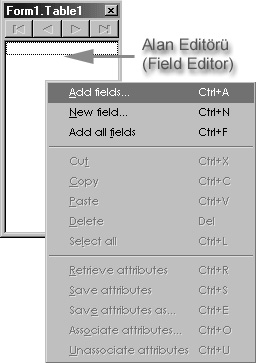 Form1.Table1
Alan Editörü
(Field Editor)
Add fields... Ctrl+A
New field... Ctrl+N
Add all fields Ctrl+F
Cut Ctrl+X
Copy Ctrl+C
Paste Ctrl+V
Delete Del
Select all Ctrl+L
Retrieve attributes Ctrl+R
Save attributes Ctrl+S
Save attributes as... Ctrl+E
Associate attributes... Ctrl+O
Unassociate attributes Ctrl+U